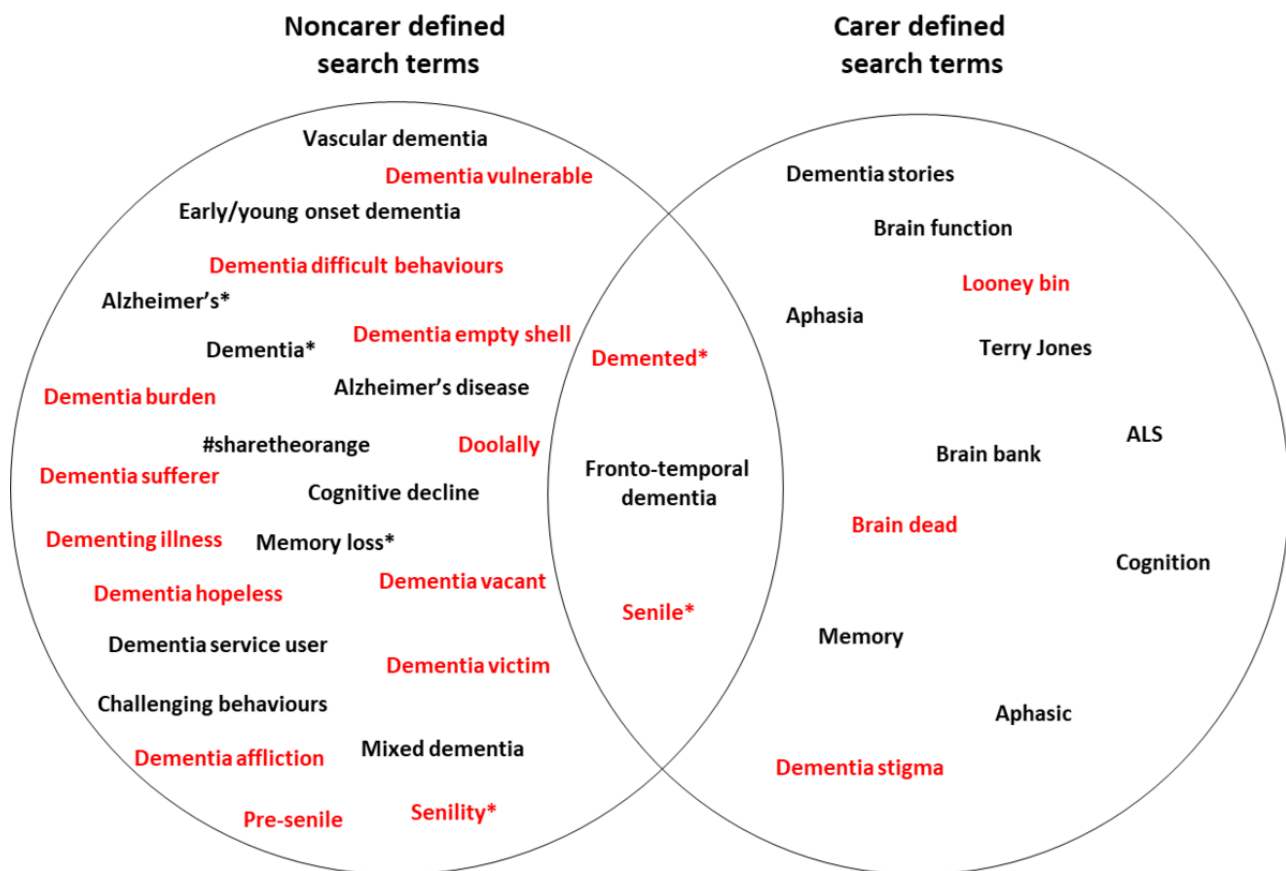 Noncarer defined
search terms
Carer defined
search terms
Vascular dementia
Dementia vulnerable
Early/young onset dementia
Dementia difficult behaviours
Alzheimer's*
Dementia empty shell
Dementia*
Alzheimer's disease
Dementia burden
#sharetheorange
Doolally
Dementia sufferer
Cognitive decline
Dementing illness
Memory loss*
Dementia vacant
Dementia hopeless
Dementia service user
Dementia victim
Challenging behaviours
Mixed dementia
Dementia affliction
Pre-senile
Senility*
Demented*
Fronto-temporal
dementia
Senile*
Dementia stories
Brain function
Looney bin
Aphasia
Terry Jones
ALS
Brain bank
Brain dead
Cognition
Memory
Aphasic
Dementia stigma